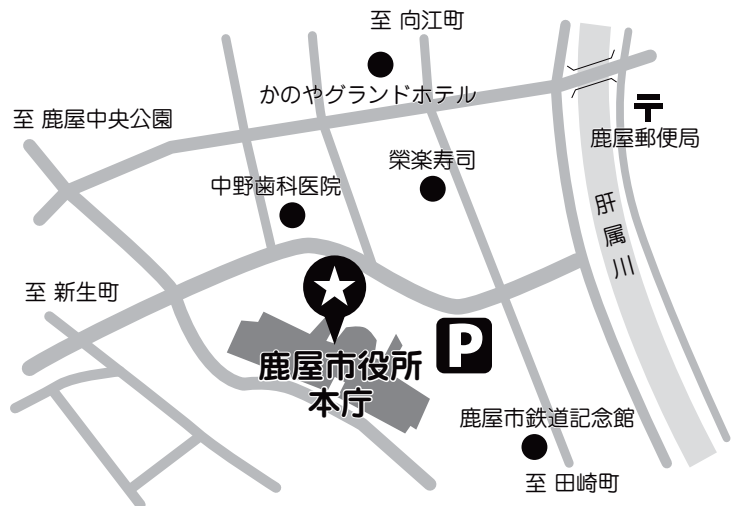 至 向江町
かのやグランドホテル
至 鹿屋中央公園
鹿屋郵便局
榮楽寿司
中野歯科医院
肝属川
至 新生町
P
鹿屋市役所
本庁
鹿屋市鉄道記念館
至 田崎町